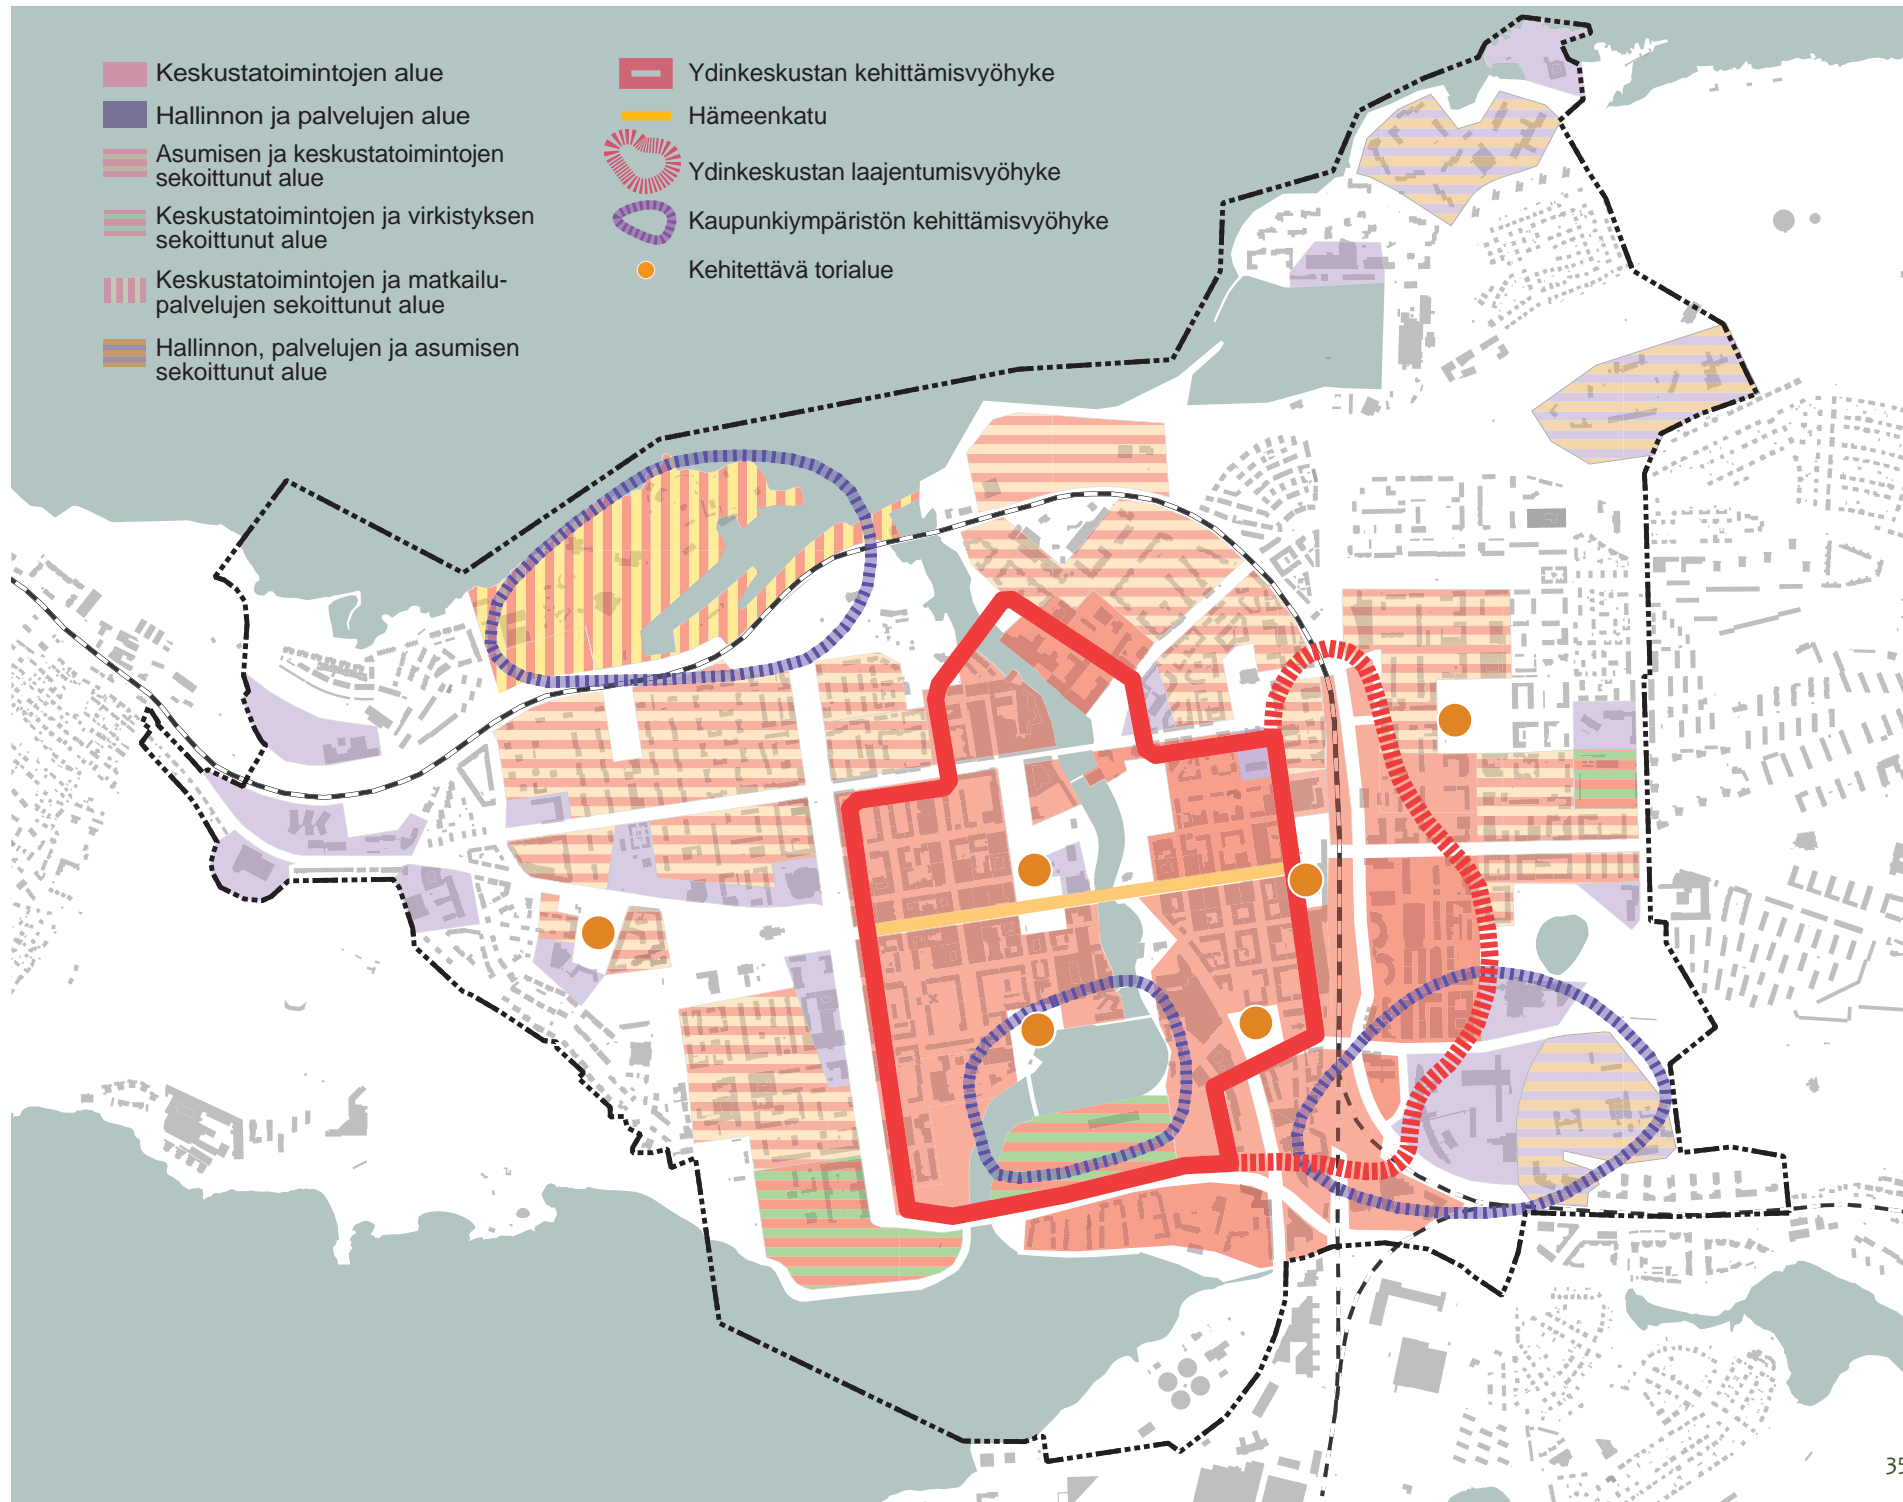 Keskustatoimintojen alue
Hallinnon ja palvelujen alue
Asumisen ja keskustatoimintojen
sekoittunut alue
Keskustatoimintojen ja virkistyksen
sekoittunut alue
Keskustatoimintojen ja matkailu-
palvelujen sekoittunut alue
Hallinnon, palvelujen ja asumisen
sekoittunut alue
Ydinkeskustan kehittämisvyöhyke
Hämeenkatu
Ydinkeskustan laajentumisvyöhyke
Kaupunkiympäristön kehittämisvyöhyke
Kehitettävä torialue
35